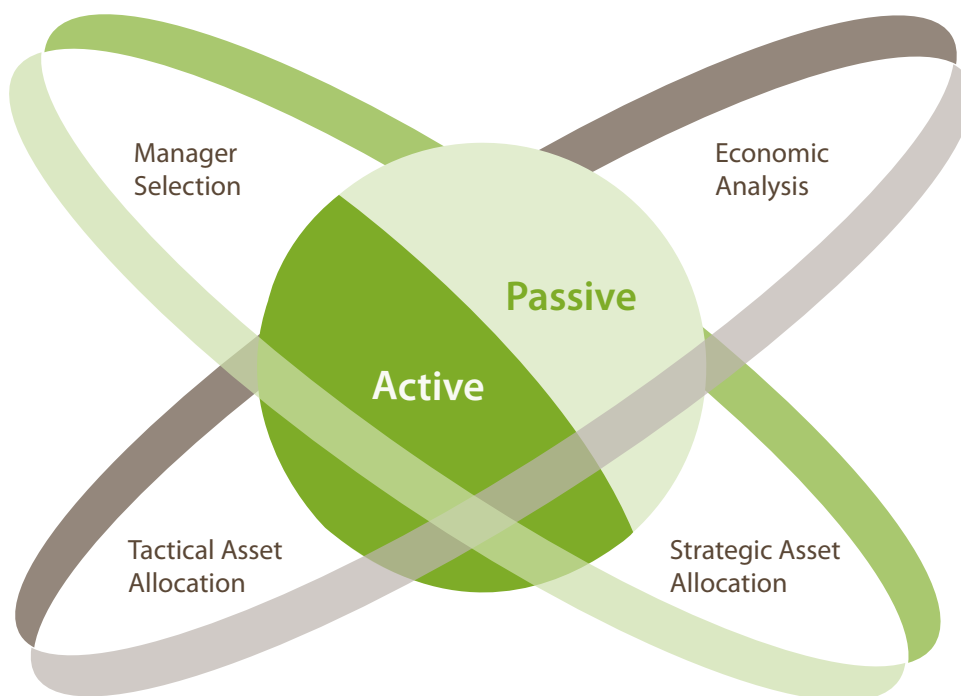 Manager
Selection
Economic
Analysis
Passive
Active
Tactical Asset
Allocation
Strategic Asset
Allocation